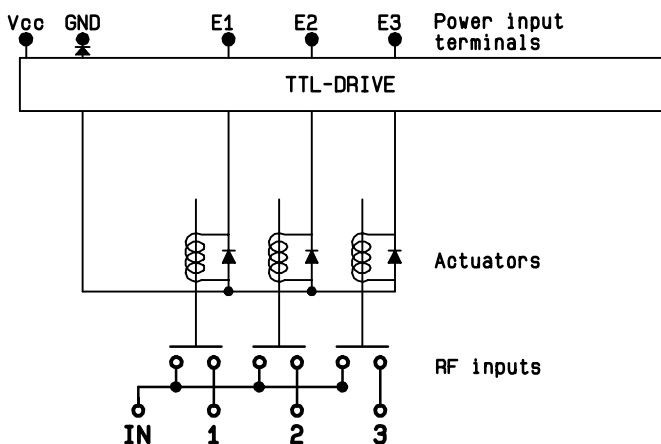 Vcc GND E1 E2 E3 Power input
terminals
TTL-DRIVE
Actuators
RF inputs
IN 1 2 3